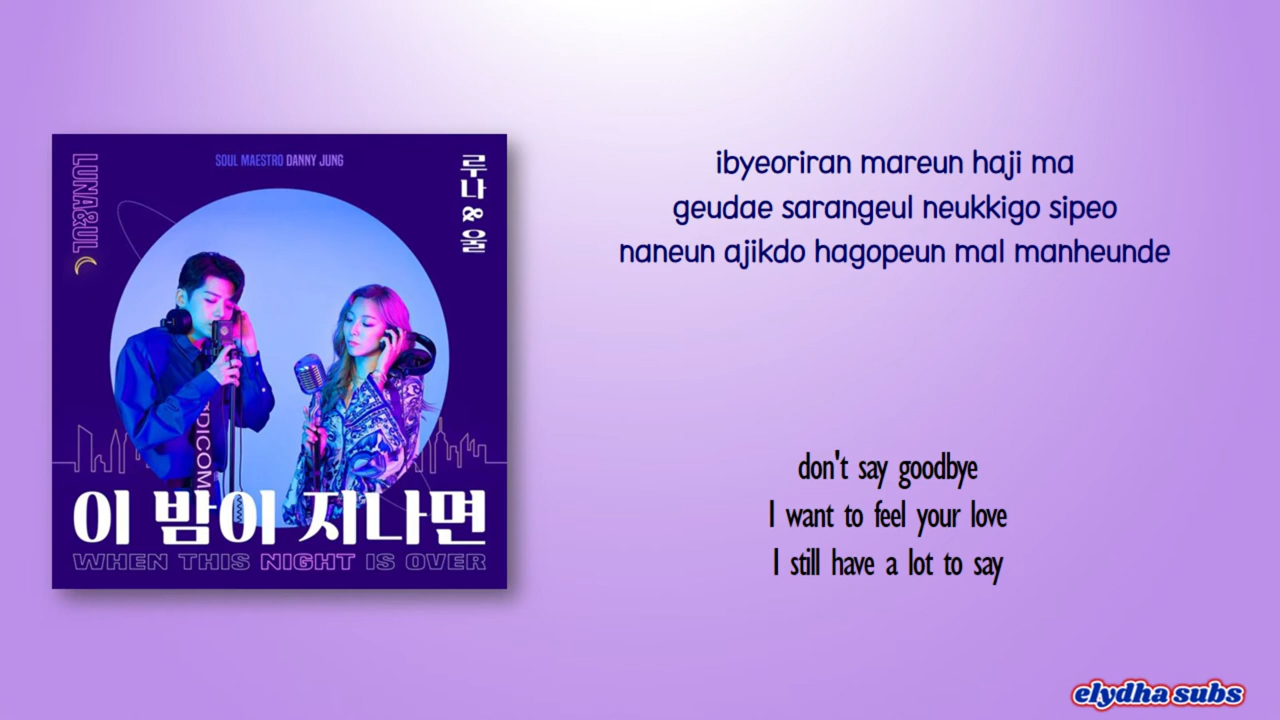 SOUL MAESTRO DANNY JUNG
LUNA&UL
루나 & 울
이 밤이 지나면
WHEN THIS NIGHT IS OVER
ibyeoriran mareun haji ma
geudae sarangeul neukkigo sipeo
naneun ajikdo hagopeun mal manheunde
don't say goodbye
I want to feel your love
I still have a lot to say
elydha subs